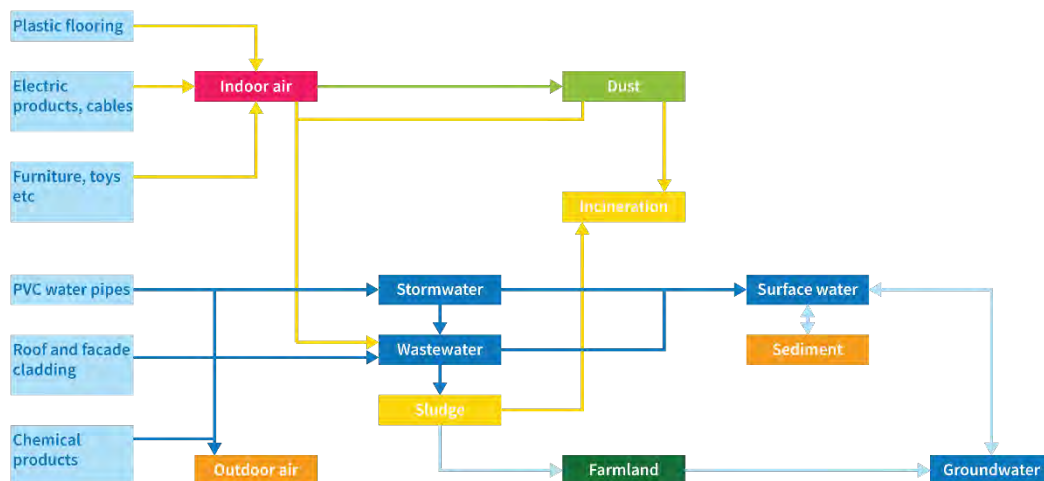 Plastic flooring
Electric
products, cables
Indoor air
Dust
Furniture, toys
etc
Incineration
PVC water pipes
Stormwater
Surface water
Roof and facade
cladding
Wastewater
Sediment
Sludge
Chemical
products
Outdoor air
Farmland
Groundwater